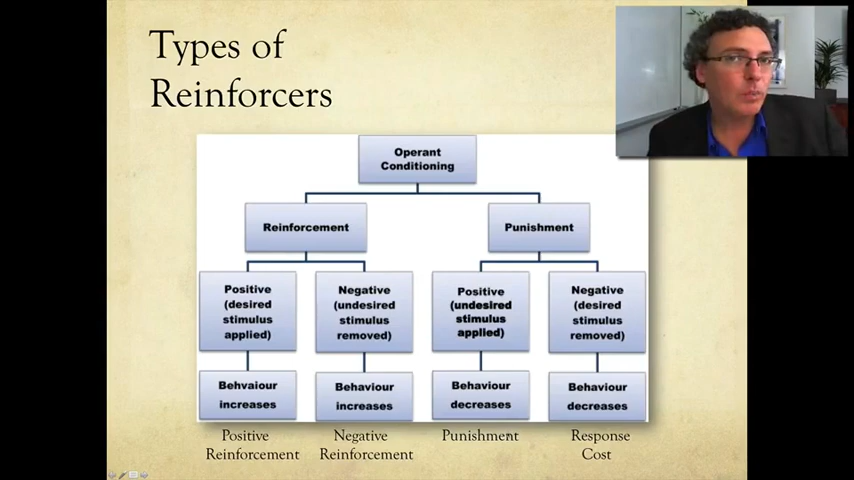 Types of
Reinforcers
Operant
Conditioning
Reinforcement
Punishment
Positive
(desired
stimulus
applied)
Negative
(undesired
stimulus
removed)
Positive
(undesired
stimulus
applied)
Negative
(desired
stimulus
removed)
Behvaiour
increases
Behaviour
increases
Behaviour
decreases
Behaviour
decreases
Positive
Reinforcement
Negative
Reinforcement
Punishment
Response
Cost